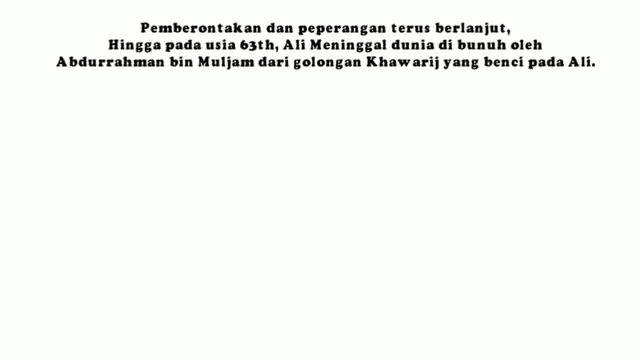 Pemberontakan dan peperangan terus berlanjut,
Hingga pada usia 63th, Ali Meninggal dunia di bunuh oleh
Abdurrahman bin Muljam dari golongan Khawarij yang benci pada Ali.